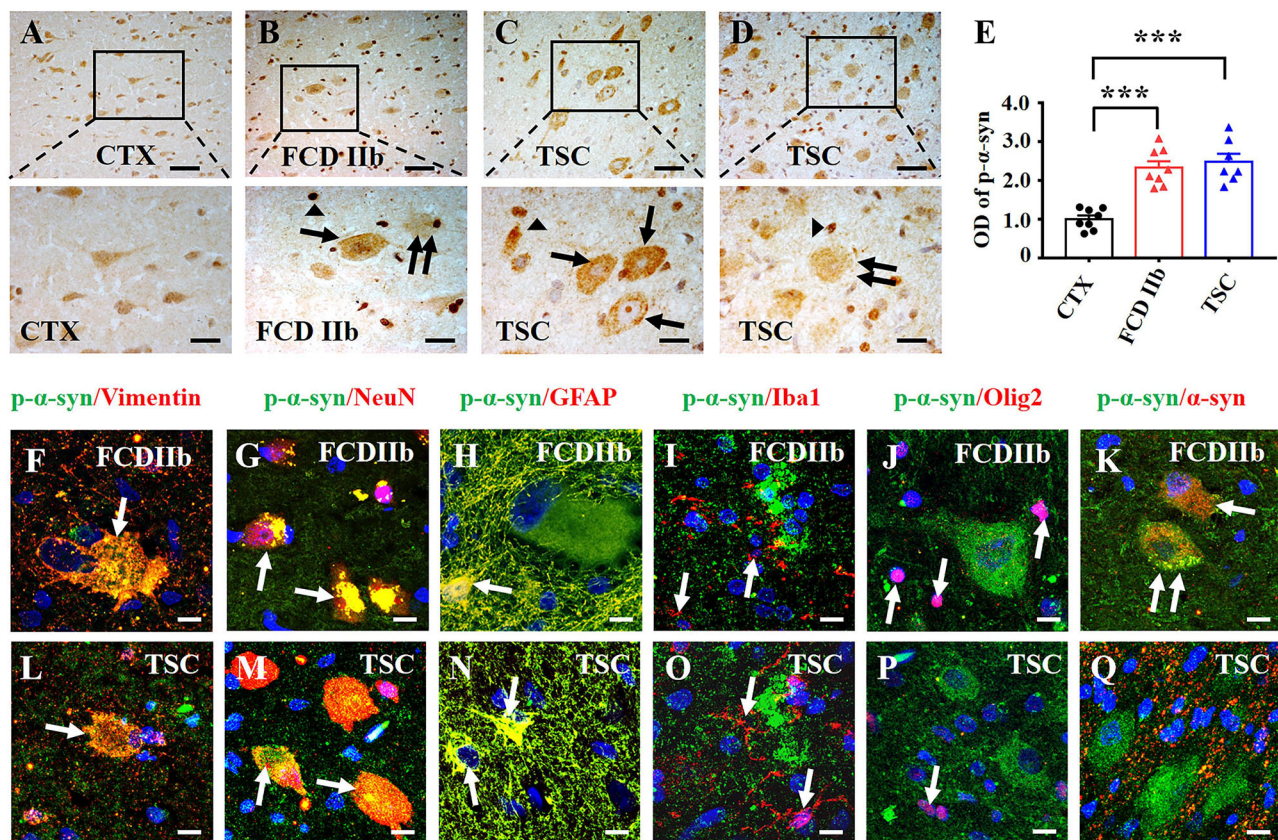 A
B
C
D
E
CTX
FCD IIb
TSC
TSC
CTX
FCD IIb
TSC
TSC
***
***
OD of p-α-syn
4.0
3.0
2.0
1.0
0
CTX
FCD IIb
TSC
p-α-syn/Vimentin
p-α-syn/NeuN
p-α-syn/GFAP
p-α-syn/Iba1
p-α-syn/Olig2
p-α-syn/α-syn
F FCDIIb
G FCDIIb
H FCDIIb
I FCDIIb
J FCDIIb
K FCDIIb
L TSC
M TSC
N TSC
O TSC
P TSC
Q TSC